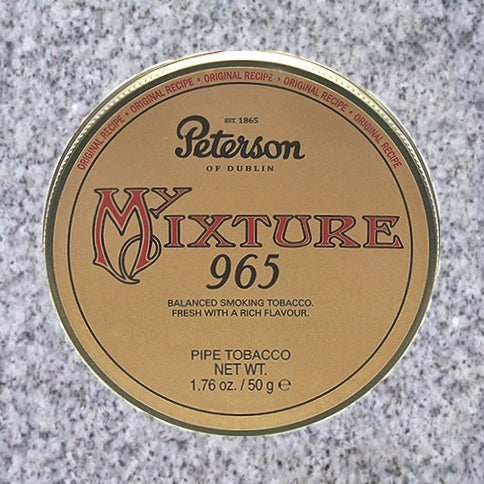 ORIGINAL RECIPE • ORIGINAL RECIPE • ORIGINAL RECIPE • ORIGINAL RECIPE • ORIGINAL RECIPE
EST. 1865
Peterson
OF DUBLIN
MY MIXTURE
965
BALANCED SMOKING TOBACCO.
FRESH WITH A RICH FLAVOUR.
PIPE TOBACCO
NET WT.
1.76 oz. / 50 g ℮